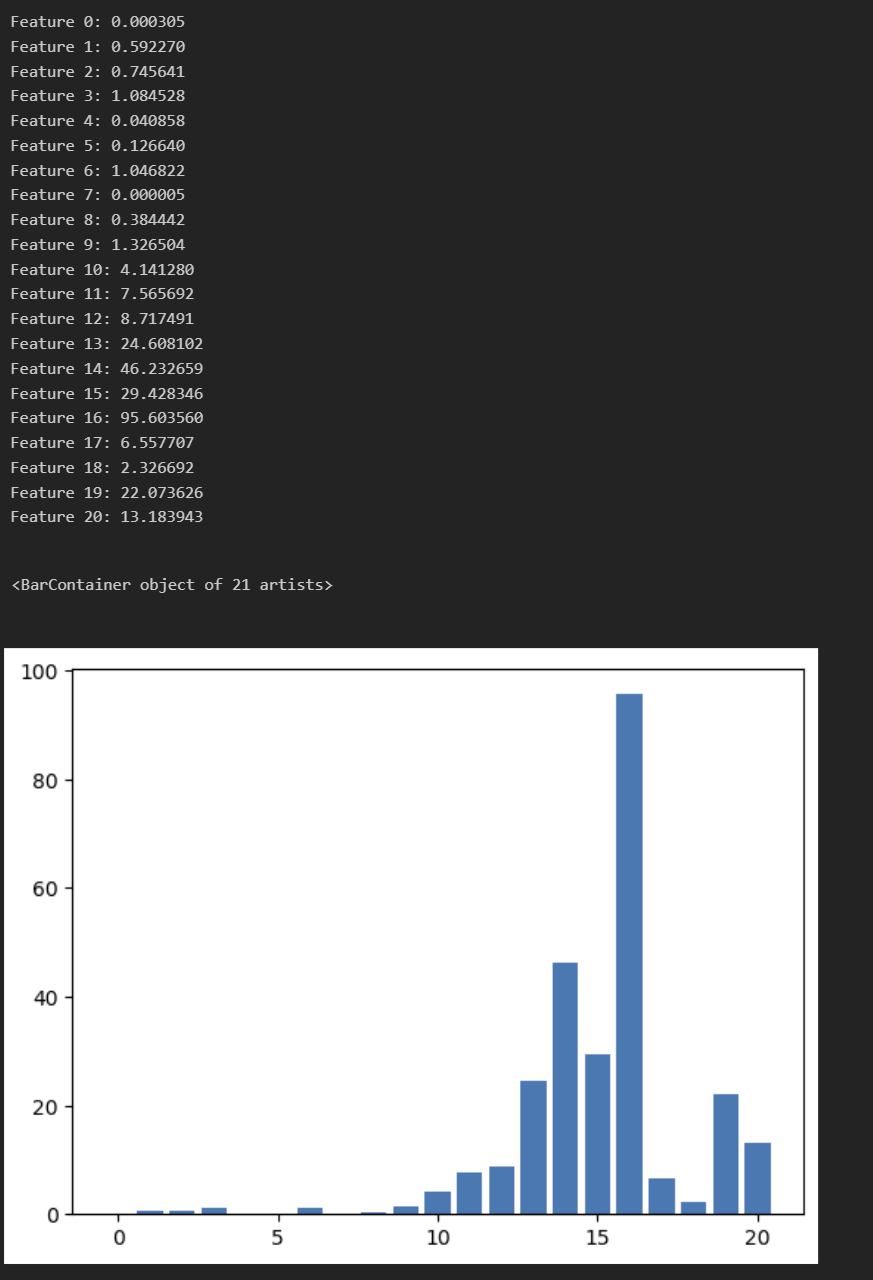 Feature 0: 0.000305
Feature 1: 0.592270
Feature 2: 0.745641
Feature 3: 1.084528
Feature 4: 0.040858
Feature 5: 0.126640
Feature 6: 1.046822
Feature 7: 0.000005
Feature 8: 0.384442
Feature 9: 1.326504
Feature 10: 4.141280
Feature 11: 7.565692
Feature 12: 8.717491
Feature 13: 24.608102
Feature 14: 46.232659
Feature 15: 29.428346
Feature 16: 95.603560
Feature 17: 6.557707
Feature 18: 2.326692
Feature 19: 22.073626
Feature 20: 13.183943
<BarContainer object of 21 artists>
100
80
60
40
20
0
0 5 10 15 20